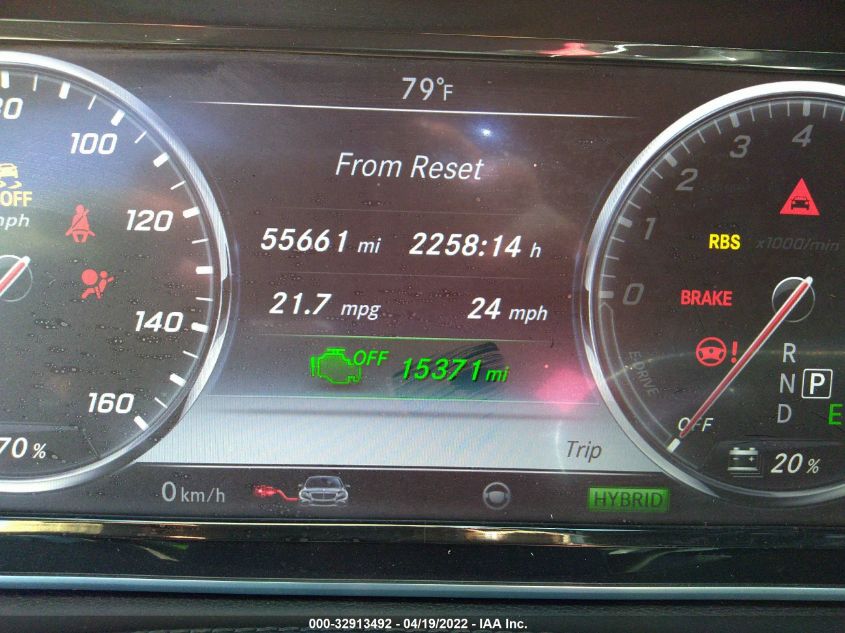 79°F
From Reset
55661 mi 2258:14 h
21.7 mpg 24 mph
OFF 15371 mi
Trip
0 km/h
HYBRID
80
100
120
140
160
OFF
mph
70 %
4
3
2
1
0
x1000/min
RBS
BRAKE
!
E-DRIVE
OFF
R
N P
D E
20 %
000-32913492 - 04/19/2022 - IAA Inc.